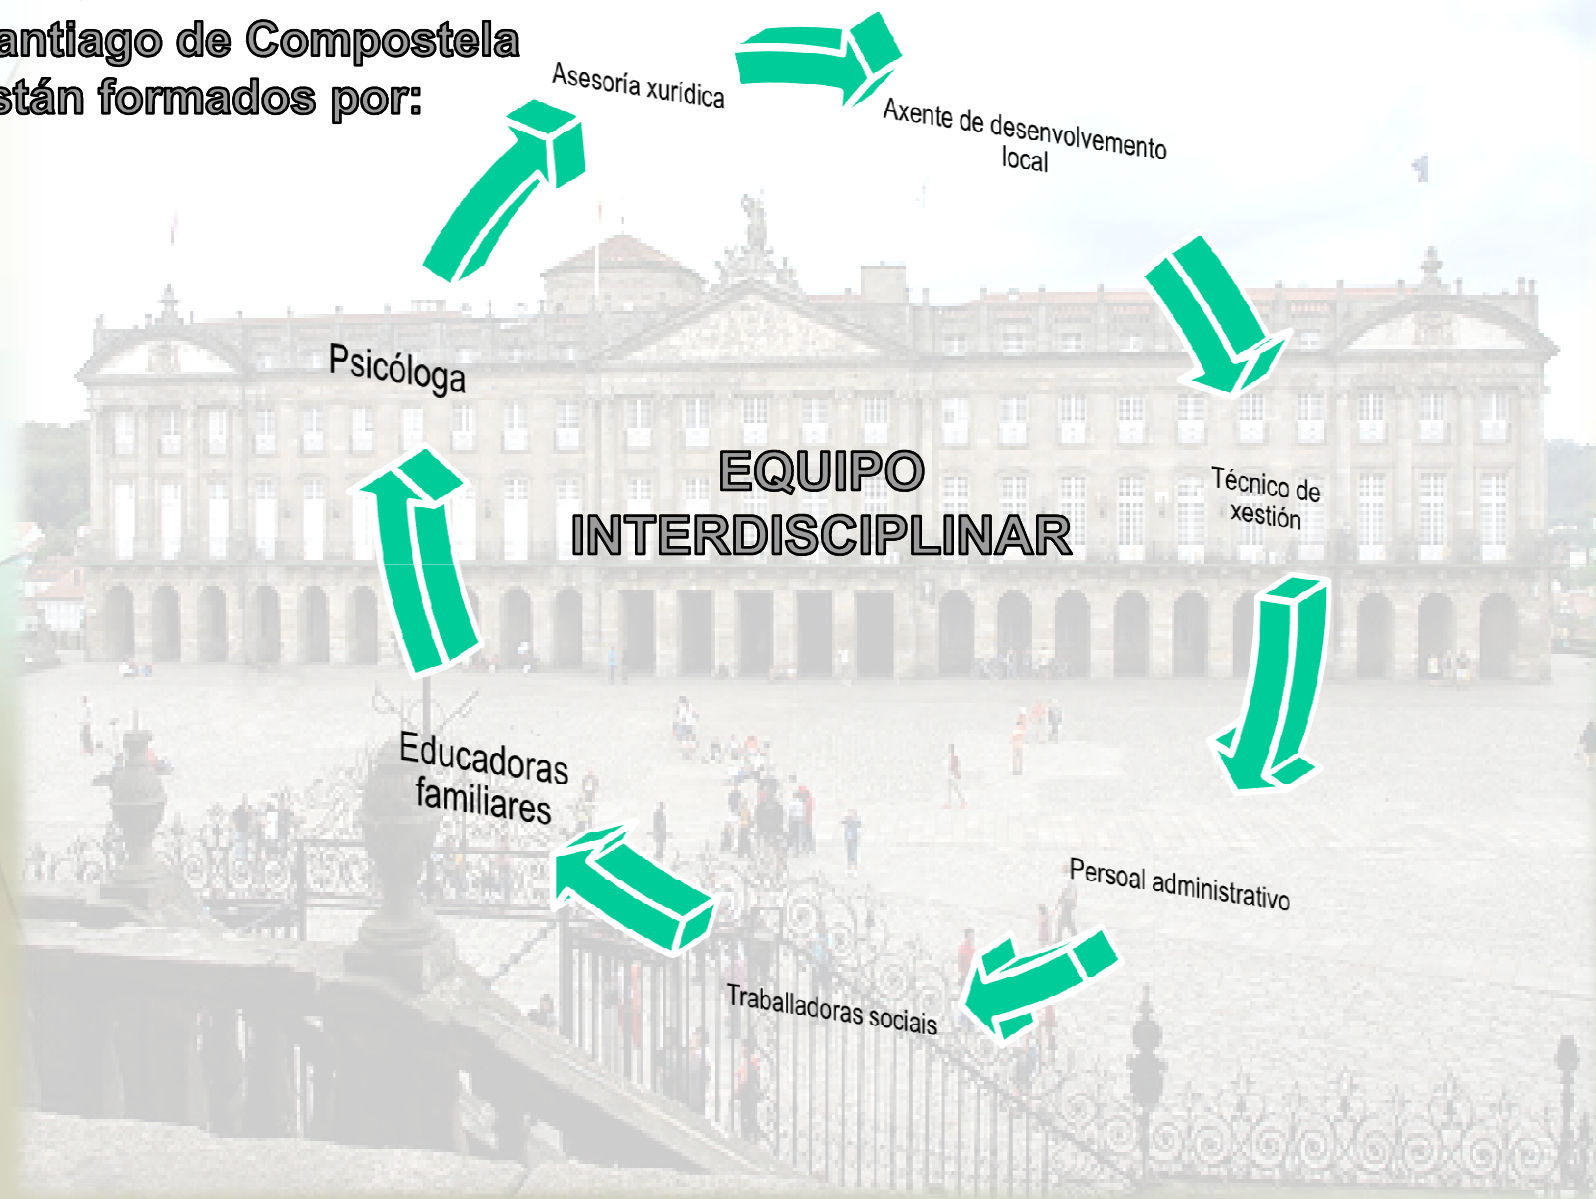 antiago de Compostela
stán formados por:
Asesoría xurídica
Axente de desenvolvemento
local
Psicóloga
EQUIPO
INTERDISCIPLINAR
Técnico de
xestión
Educadoras
familiares
Persoal administrativo
Traballadoras sociais